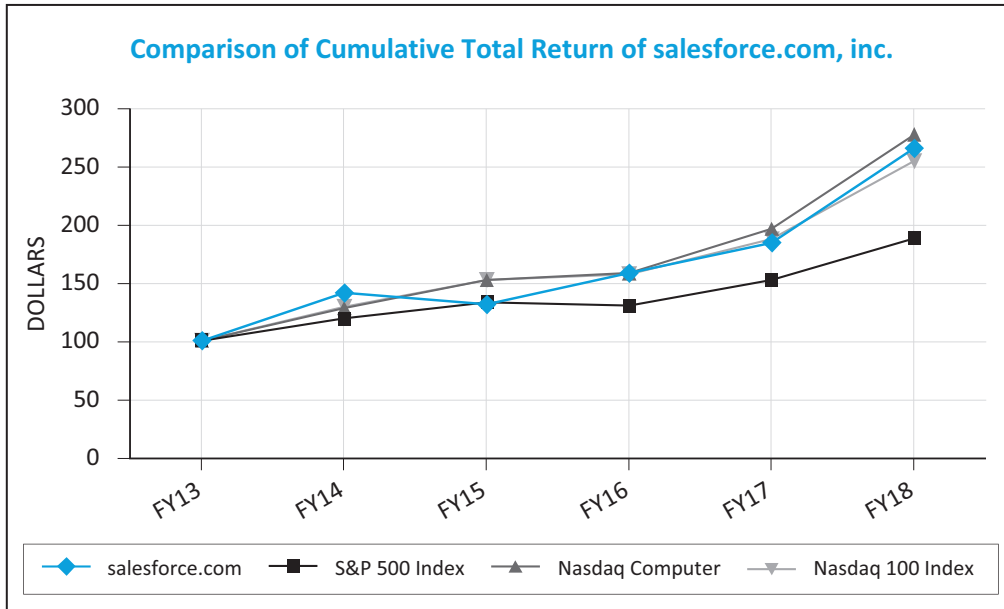 Comparison of Cumulative Total Return of salesforce.com, inc.
300
250
200
150
100
50
0
DOLLARS
FY13
FY14
FY15
FY16
FY17
FY18
salesforce.com
S&P 500 Index
Nasdaq Computer
Nasdaq 100 Index